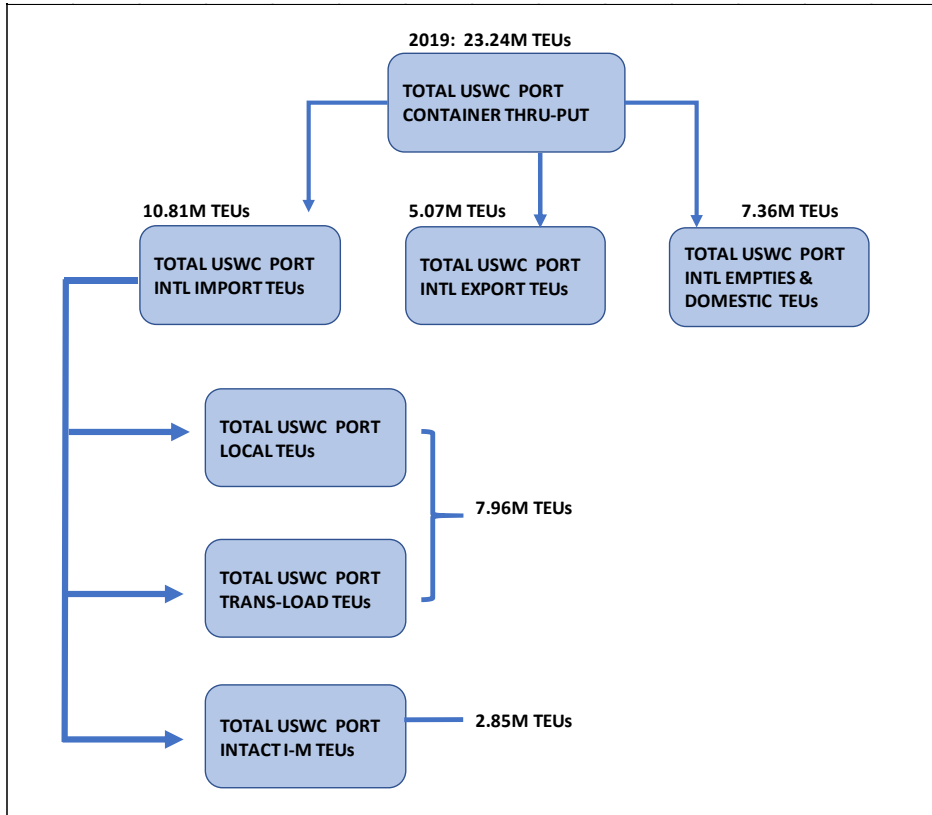 2019: 23.24M TEUs
TOTAL USWC PORT
CONTAINER THRU-PUT
10.81M TEUs
5.07M TEUs
7.36M TEUs
TOTAL USWC PORT
INTL IMPORT TEUs
TOTAL USWC PORT
INTL EXPORT TEUs
TOTAL USWC PORT
INTL EMPTIES &
DOMESTIC TEUs
TOTAL USWC PORT
LOCAL TEUs
7.96M TEUs
TOTAL USWC PORT
TRANS-LOAD TEUs
TOTAL USWC PORT
INTACT I-M TEUs
2.85M TEUs